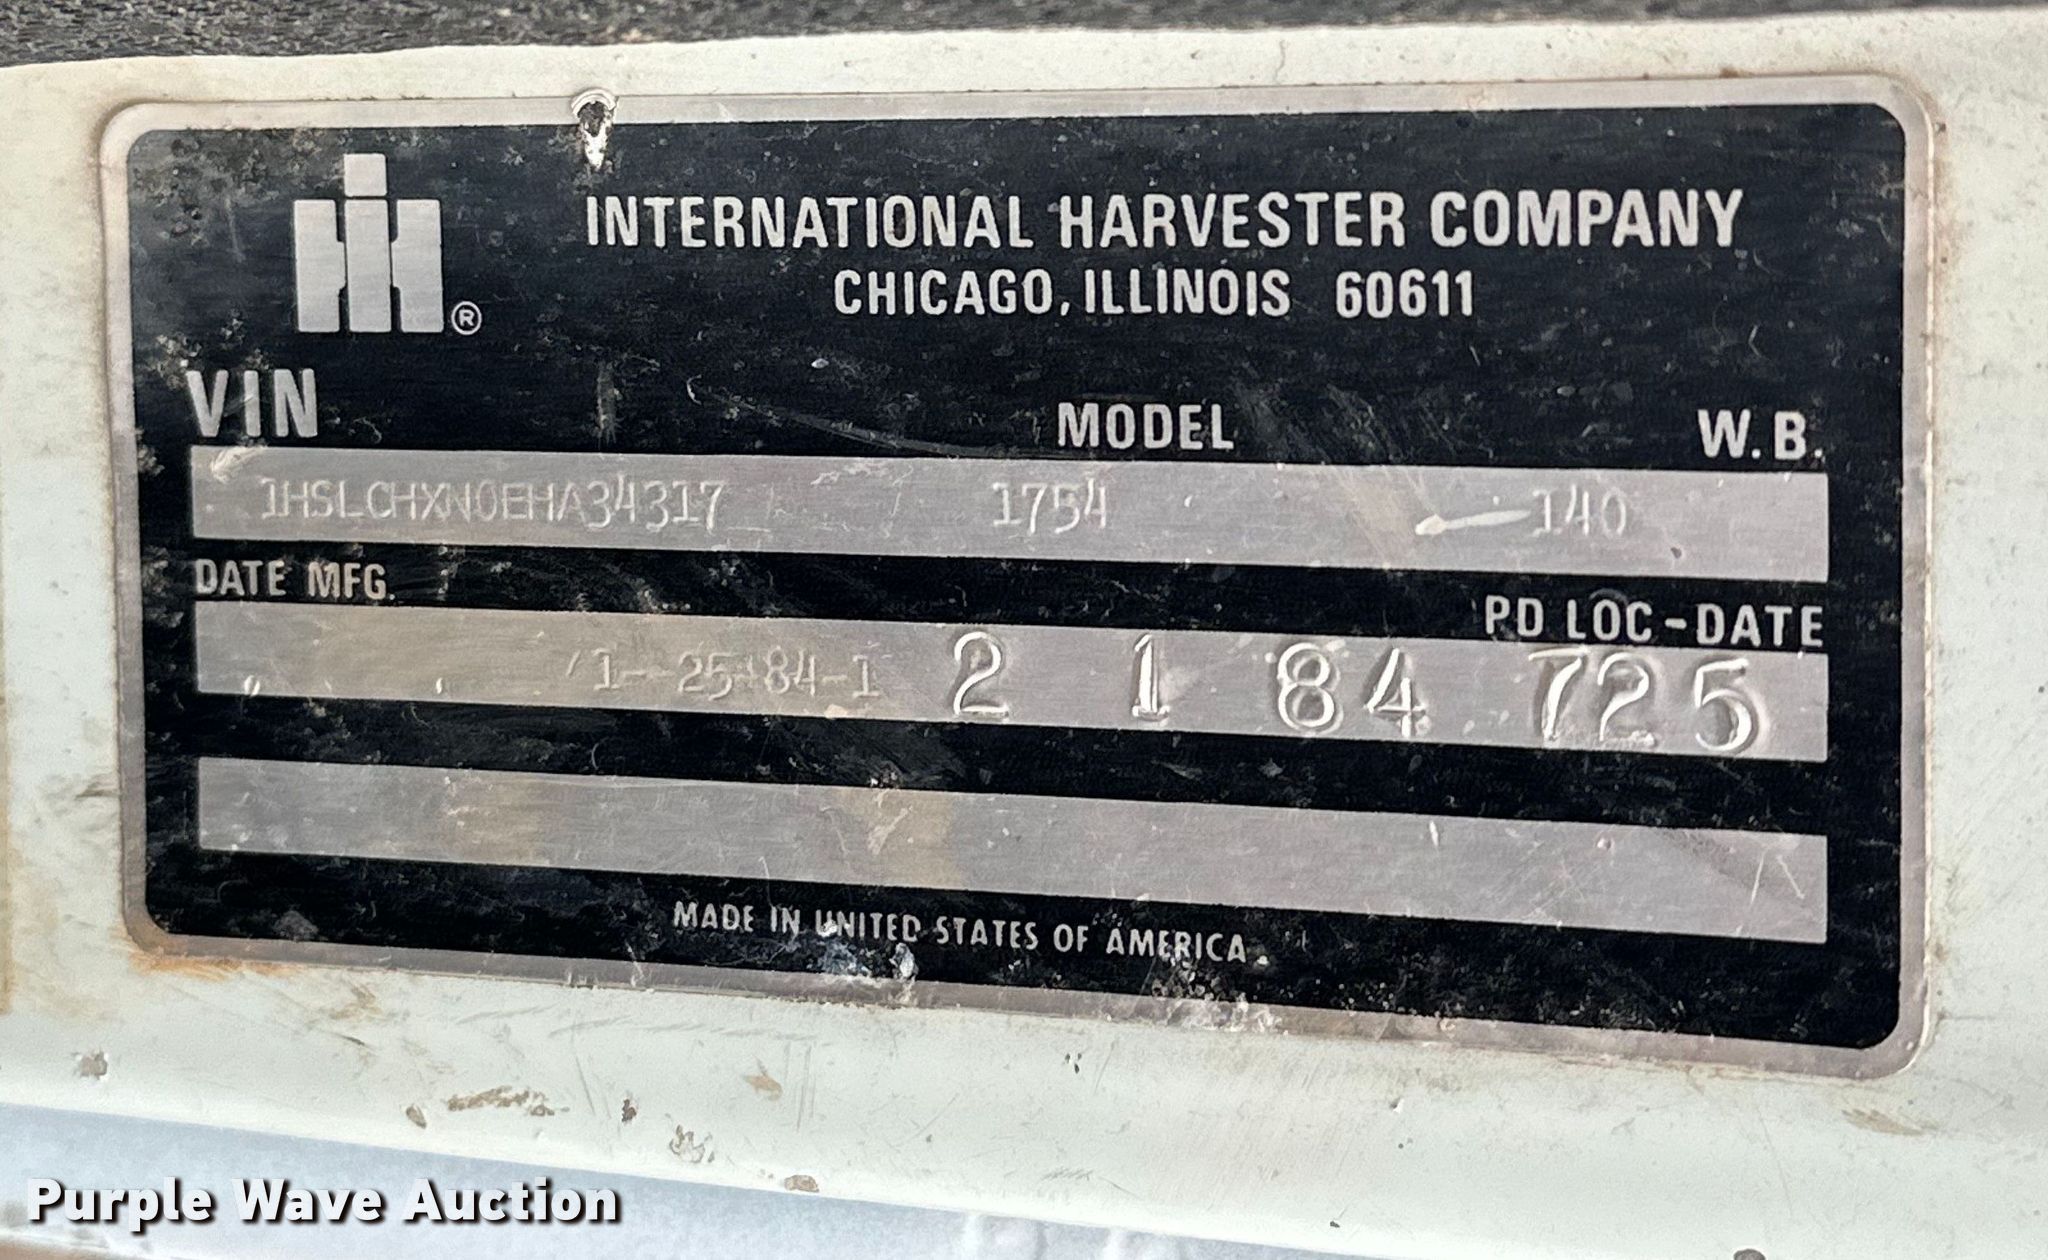 INTERNATIONAL HARVESTER COMPANY
CHICAGO, ILLINOIS 60611
VIN MODEL W.B.
1HSLCHXN0EHA34317 1754 140
DATE MFG. PD LOC-DATE
1-25-84-1 2 1 84 725
MADE IN UNITED STATES OF AMERICA
Purple Wave Auction